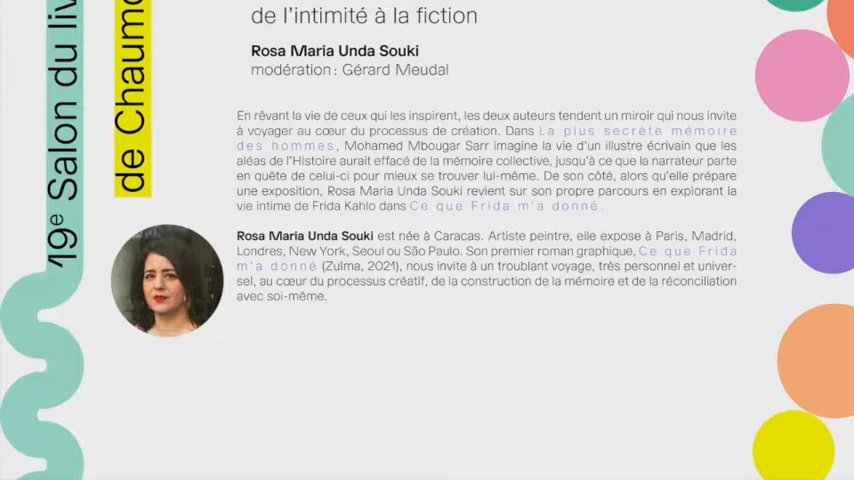 19e Salon du li
de Chaum
de l'intimité à la fiction
Rosa Maria Unda Souki
modération : Gérard Meudal
En rêvant la vie de ceux qui les inspirent, les deux auteurs tendent un miroir qui nous invite
à voyager au cœur du processus de création. Dans La plus secrète mémoire
des hommes, Mohamed Mbougar Sarr imagine la vie d'un illustre écrivain que les
aléas de l'Histoire aurait effacé de la mémoire collective, jusqu'à ce que la narrateur parte
en quête de celui-ci pour mieux se trouver lui-même. De son côté, alors qu'elle prépare
une exposition, Rosa Maria Unda Souki revient sur son propre parcours en explorant la
vie intime de Frida Kahlo dans Ce que Frida m'a donné.
Rosa Maria Unda Souki est née à Caracas. Artiste peintre, elle expose à Paris, Madrid,
Londres, New York, Seoul ou São Paulo. Son premier roman graphique, Ce que Frida
m'a donné (Zulma, 2021), nous invite à un troublant voyage, très personnel et univer-
sel, au cœur du processus créatif, de la construction de la mémoire et de la réconciliation
avec soi-même.